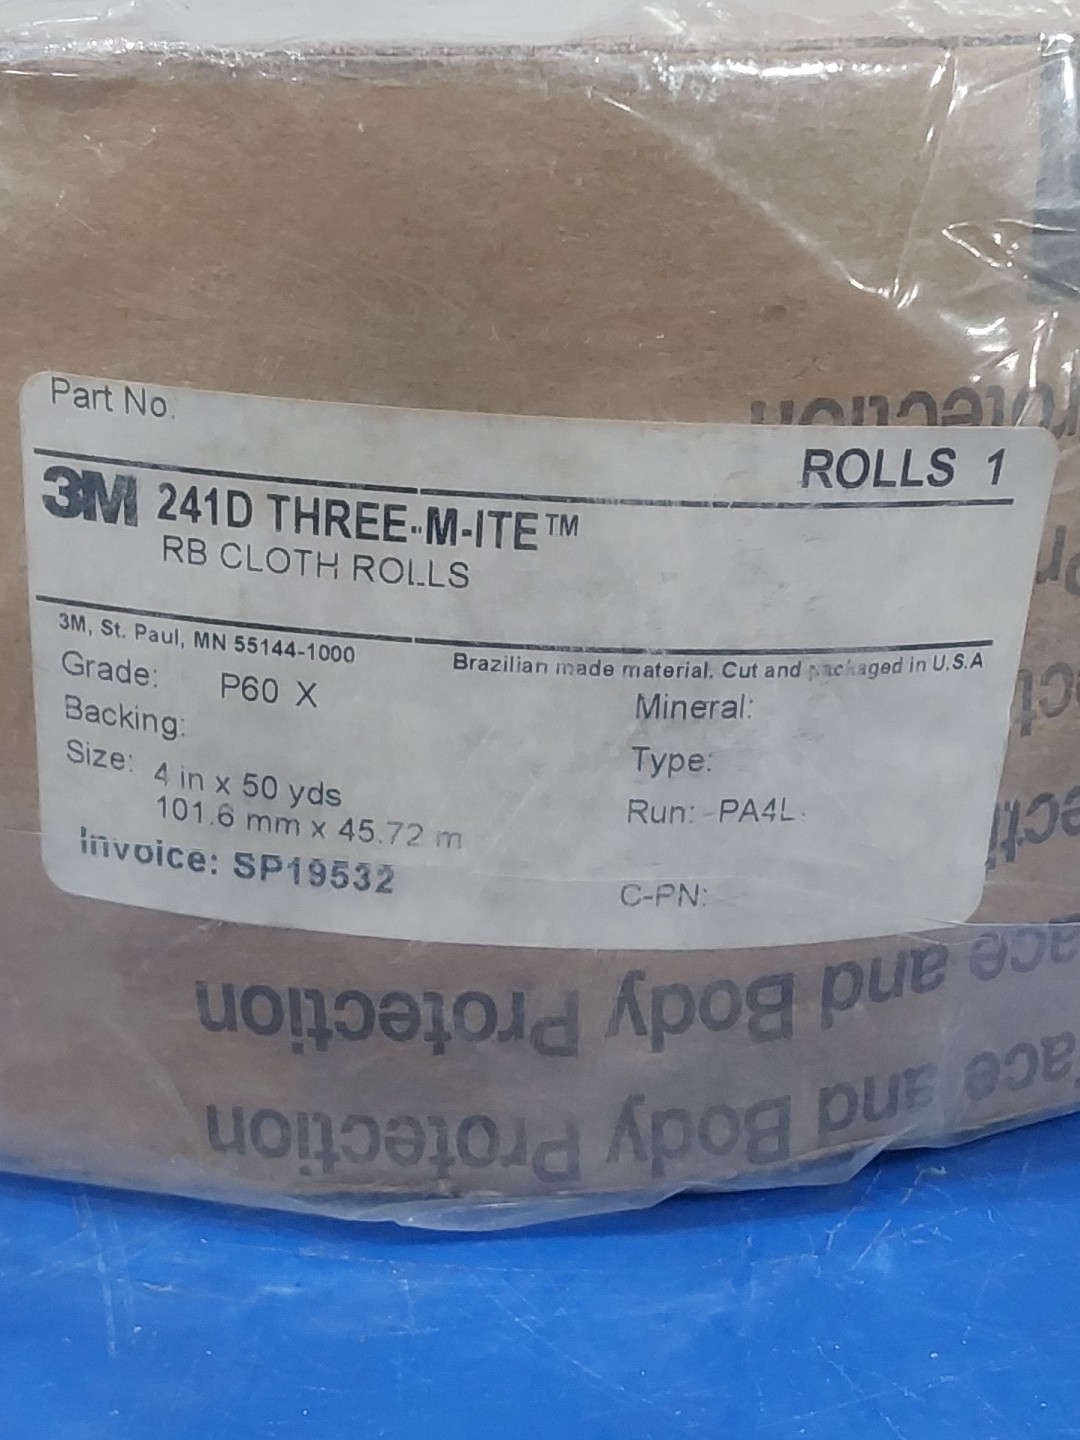 Part No.
ROLLS 1
3M 241D THREE-M-ITE™
RB CLOTH ROLLS
3M, St. Paul, MN 55144-1000
Brazilian made material. Cut and packaged in U.S.A
Grade: P60 X
Mineral:
Backing:
Type:
Size: 4 in x 50 yds
101.6 mm x 45.72 m
Run: -PA4L
Invoice: SP19532
C-PN:
Face and Body Protection
Face and Body Protection